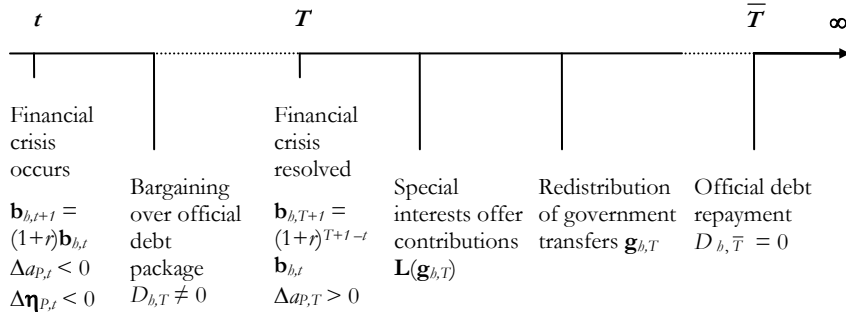 t T T̅ ∞
Financial
crisis
occurs
b_{h,t+1} =
(1+r)b_{h,t}
Δa_{P,t} < 0
Δη_{P,t} < 0
Bargaining
over official
debt
package
D_{h,T} ≠ 0
Financial
crisis
resolved
b_{h,T+1} =
(1+r)^{T+1–t}
b_{h,t}
Δa_{P,T} > 0
Special
interests offer
contributions
L(g_{h,T})
Redistribution
of government
transfers g_{h,T}
Official debt
repayment
D_{h,T̅} = 0